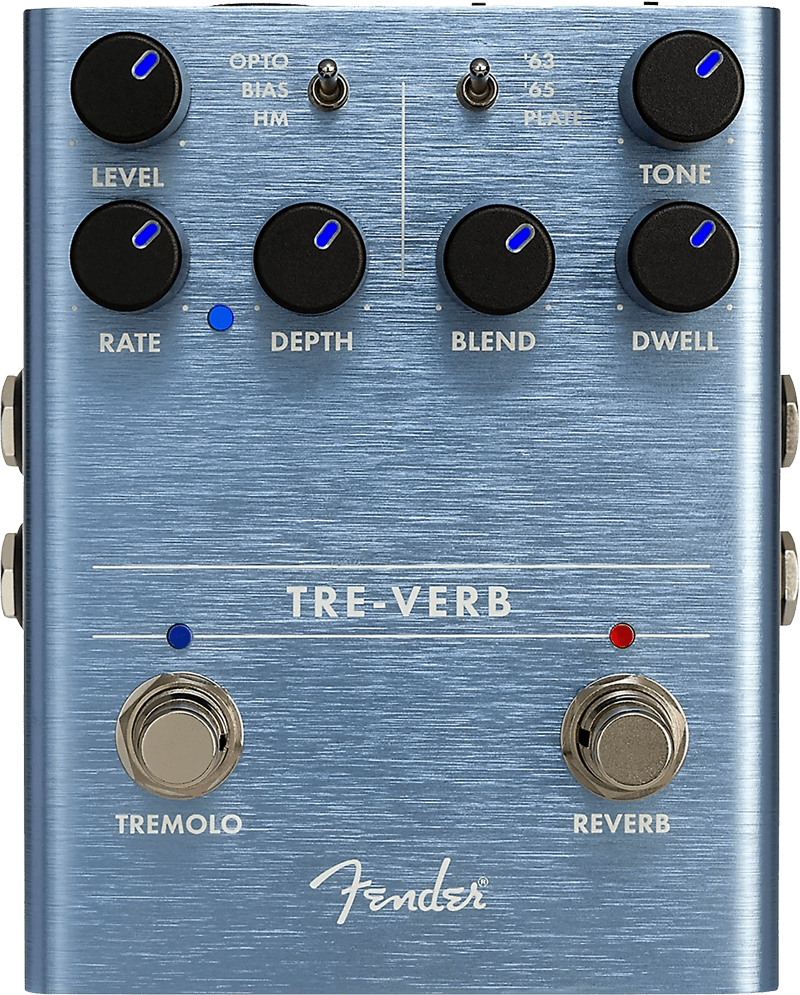 OPTO
BIAS
HM
'63
'65
PLATE
LEVEL
TONE
RATE
DEPTH
BLEND
DWELL
TRE-VERB
TREMOLO
REVERB
Fender®